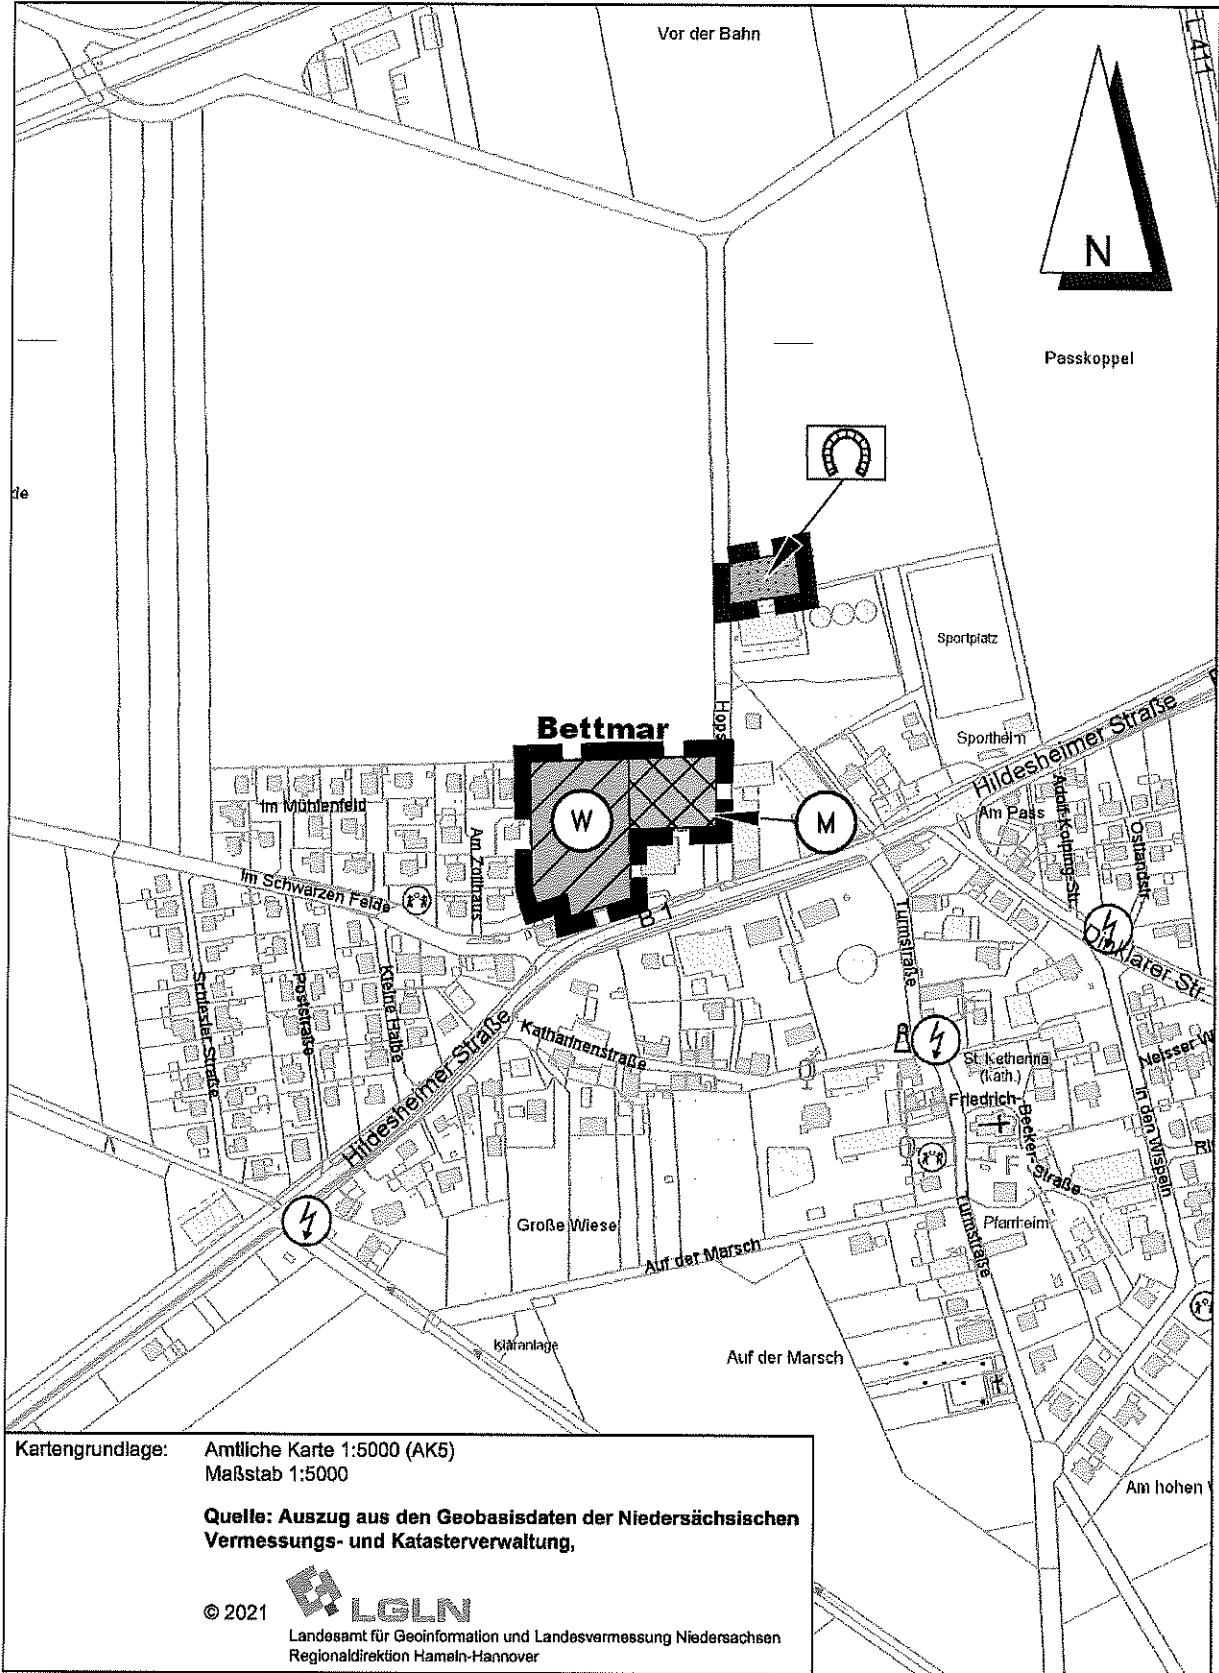 Vor der Bahn
L 411
N
Passkoppel
de
Sportplatz
Hops
Bettmar
Sportheim
Hildesheimer Straße
Im Mühlenfeld
Am Zollhaus
W
M
Am Pass
Adolf-Kolping-Str.
Ostlandstr.
Im Schwarzen Felde
B 1
Turmstraße
Dinklarer Str.
Schlesier Straße
Poststraße
Kleine Halbe
Hildesheimer Straße
Katharinenstraße
St. Katharina
(kath.)
Neisser W
Friedrich-Becker-Straße
In den Wispeln
Große Wiese
Pfarrheim
Turmstraße
Auf der Marsch
Kläranlage
Auf der Marsch
Am hohen
Kartengrundlage: Amtliche Karte 1:5000 (AK5)
Maßstab 1:5000
Quelle: Auszug aus den Geobasisdaten der Niedersächsischen
Vermessungs- und Katasterverwaltung,
© 2021 LGLN
Landesamt für Geoinformation und Landesvermessung Niedersachsen
Regionaldirektion Hameln-Hannover